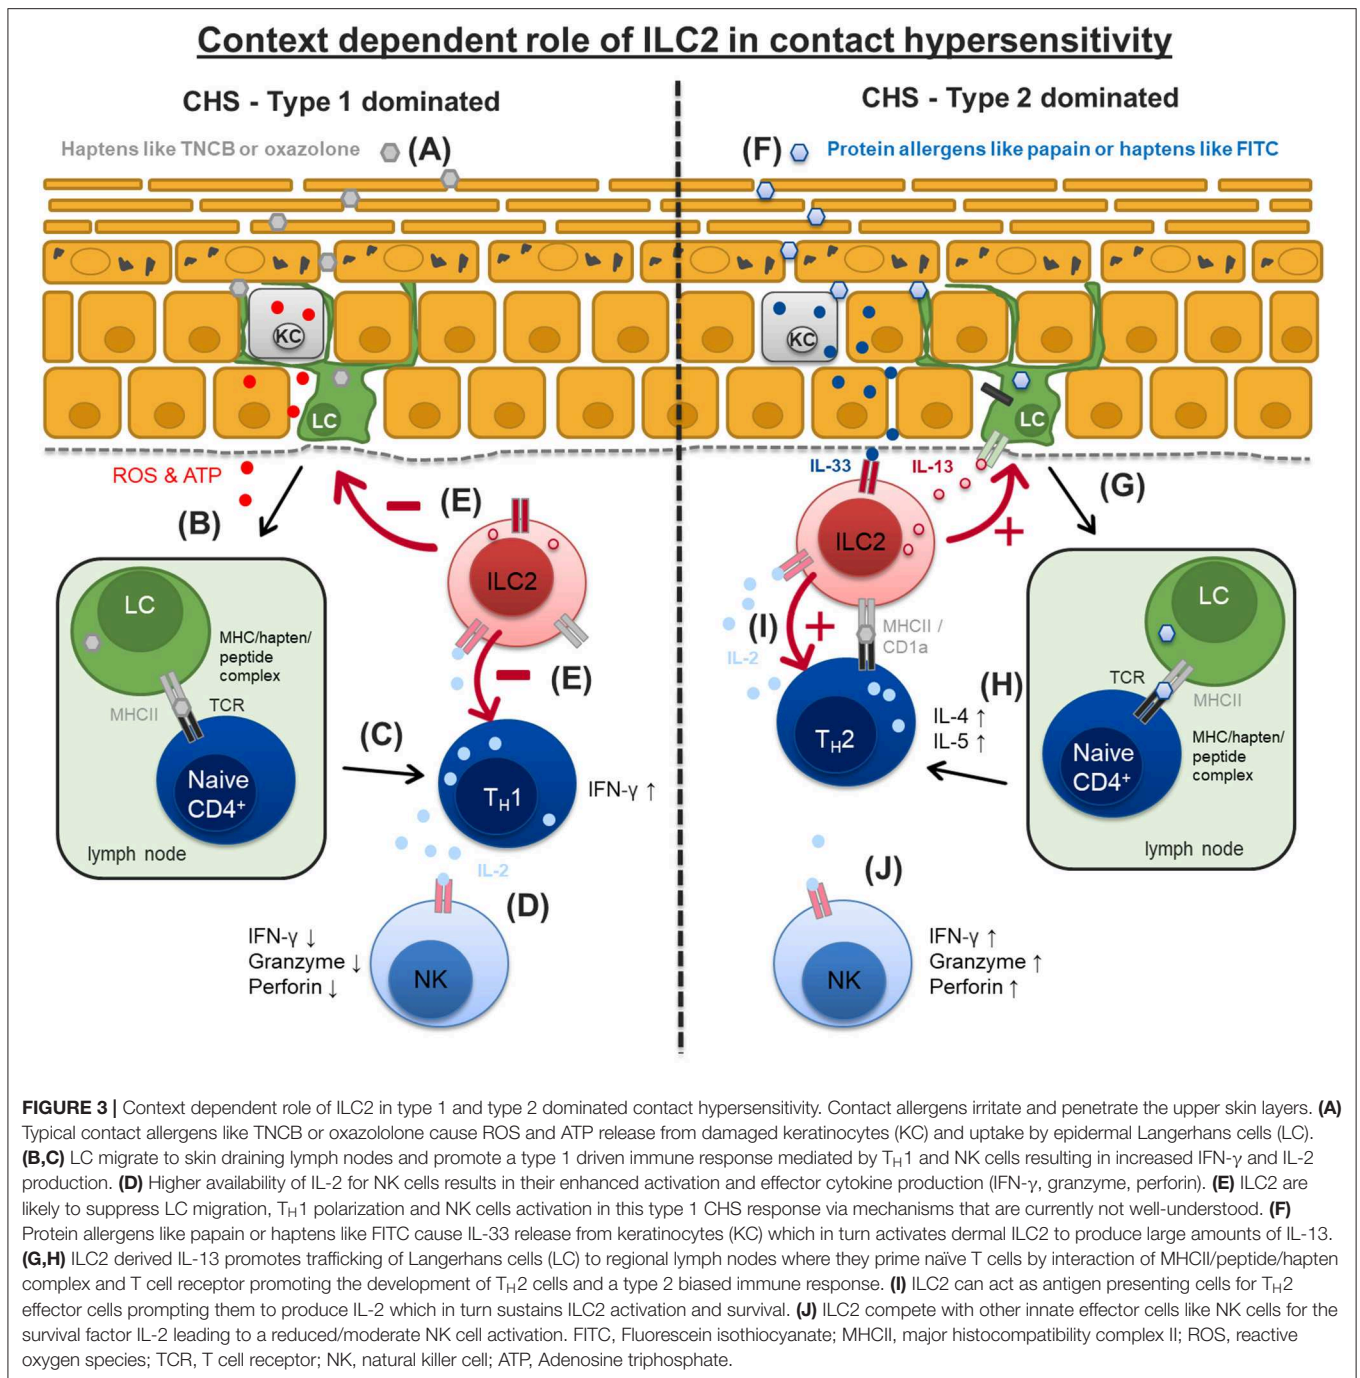 Context dependent role of ILC2 in contact hypersensitivity
CHS - Type 1 dominated
CHS - Type 2 dominated
Haptens like TNCB or oxazolone
(A)
(F)
Protein allergens like papain or haptens like FITC
KC
KC
LC
LC
ROS & ATP
IL-33
IL-13
(B)
(E)
(G)
ILC2
ILC2
LC
MHC/hapten/
peptide
complex
MHCII
TCR
Naive
CD4+
lymph node
(E)
(C)
TH1
IFN-γ ↑
IL-2
(D)
IFN-γ ↓
Granzyme ↓
Perforin ↓
NK
(I)
IL-2
MHCII /
CD1a
TH2
(H)
IL-4 ↑
IL-5 ↑
LC
TCR
MHCII
MHC/hapten/
peptide
complex
Naive
CD4+
lymph node
(J)
IFN-γ ↑
Granzyme ↑
Perforin ↑
NK
FIGURE 3 | Context dependent role of ILC2 in type 1 and type 2 dominated contact hypersensitivity. Contact allergens irritate and penetrate the upper skin layers. (A)
Typical contact allergens like TNCB or oxazololone cause ROS and ATP release from damaged keratinocytes (KC) and uptake by epidermal Langerhans cells (LC).
(B,C) LC migrate to skin draining lymph nodes and promote a type 1 driven immune response mediated by TH1 and NK cells resulting in increased IFN-γ and IL-2
production. (D) Higher availability of IL-2 for NK cells results in their enhanced activation and effector cytokine production (IFN-γ, granzyme, perforin). (E) ILC2 are
likely to suppress LC migration, TH1 polarization and NK cells activation in this type 1 CHS response via mechanisms that are currently not well-understood. (F)
Protein allergens like papain or haptens like FITC cause IL-33 release from keratinocytes (KC) which in turn activates dermal ILC2 to produce large amounts of IL-13.
(G,H) ILC2 derived IL-13 promotes trafficking of Langerhans cells (LC) to regional lymph nodes where they prime naïve T cells by interaction of MHCII/peptide/hapten
complex and T cell receptor promoting the development of TH2 cells and a type 2 biased immune response. (I) ILC2 can act as antigen presenting cells for TH2
effector cells prompting them to produce IL-2 which in turn sustains ILC2 activation and survival. (J) ILC2 compete with other innate effector cells like NK cells for the
survival factor IL-2 leading to a reduced/moderate NK cell activation. FITC, Fluorescein isothiocyanate; MHCII, major histocompatibility complex II; ROS, reactive
oxygen species; TCR, T cell receptor; NK, natural killer cell; ATP, Adenosine triphosphate.